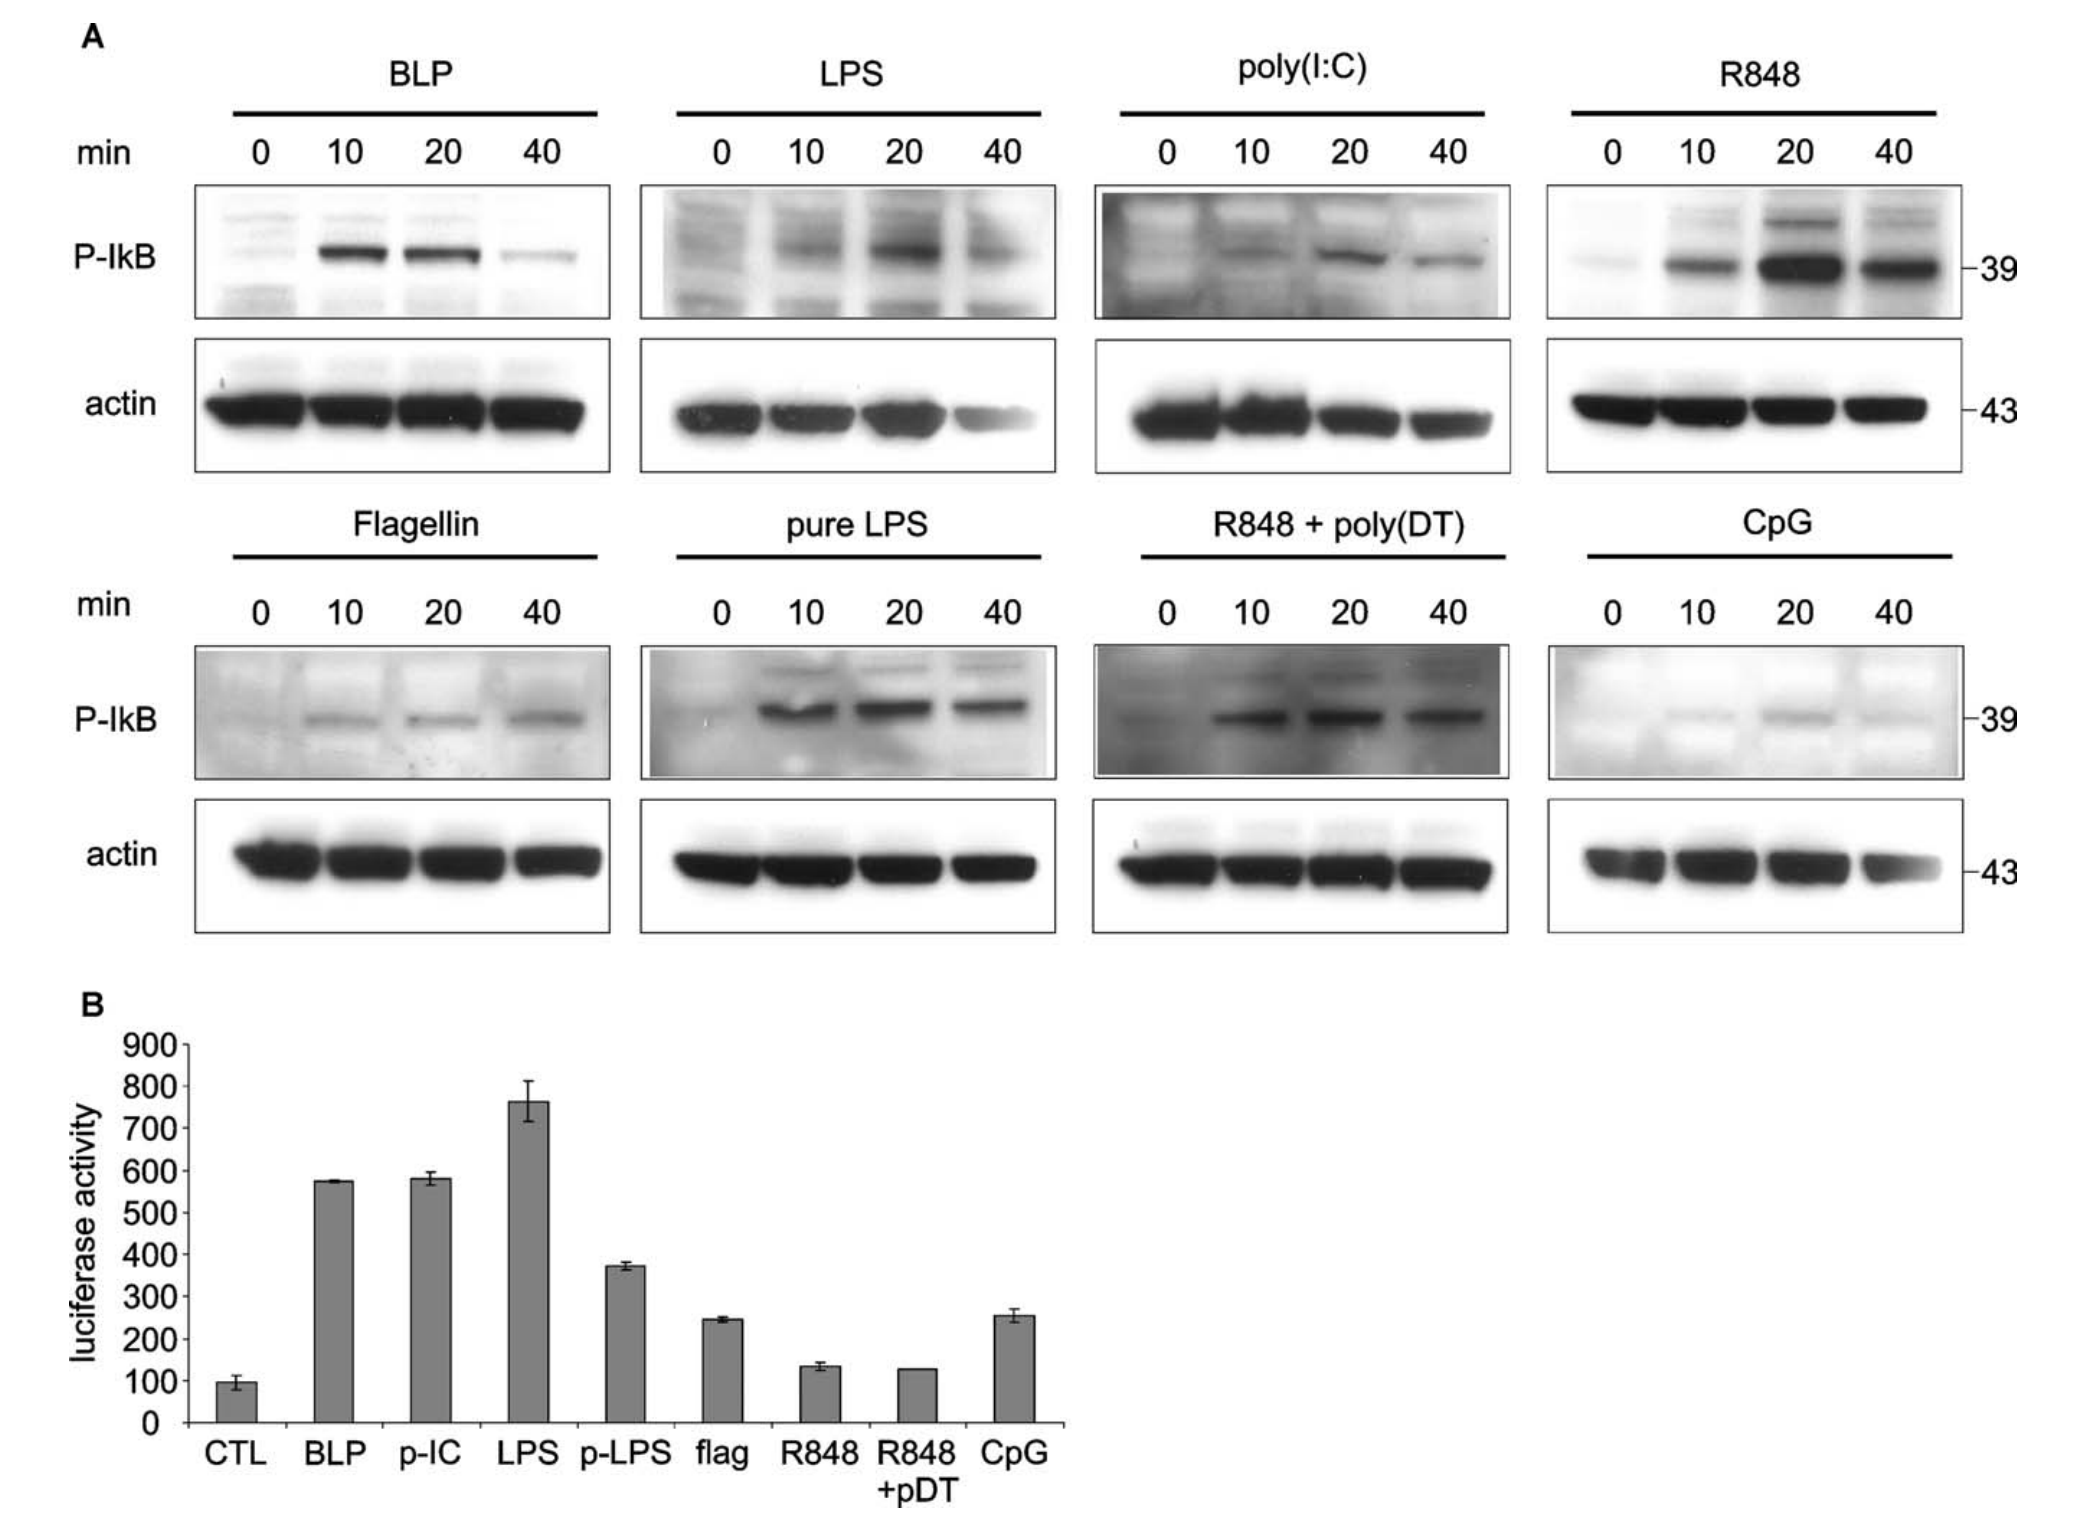 A
BLP LPS poly(I:C) R848
min 0 10 20 40 0 10 20 40 0 10 20 40 0 10 20 40
P-IkB 39
actin 43
Flagellin pure LPS R848 + poly(DT) CpG
min 0 10 20 40 0 10 20 40 0 10 20 40 0 10 20 40
P-IkB 39
actin 43
B
luciferase activity
900
800
700
600
500
400
300
200
100
0
CTL BLP p-IC LPS p-LPS flag R848 R848 CpG
+pDT